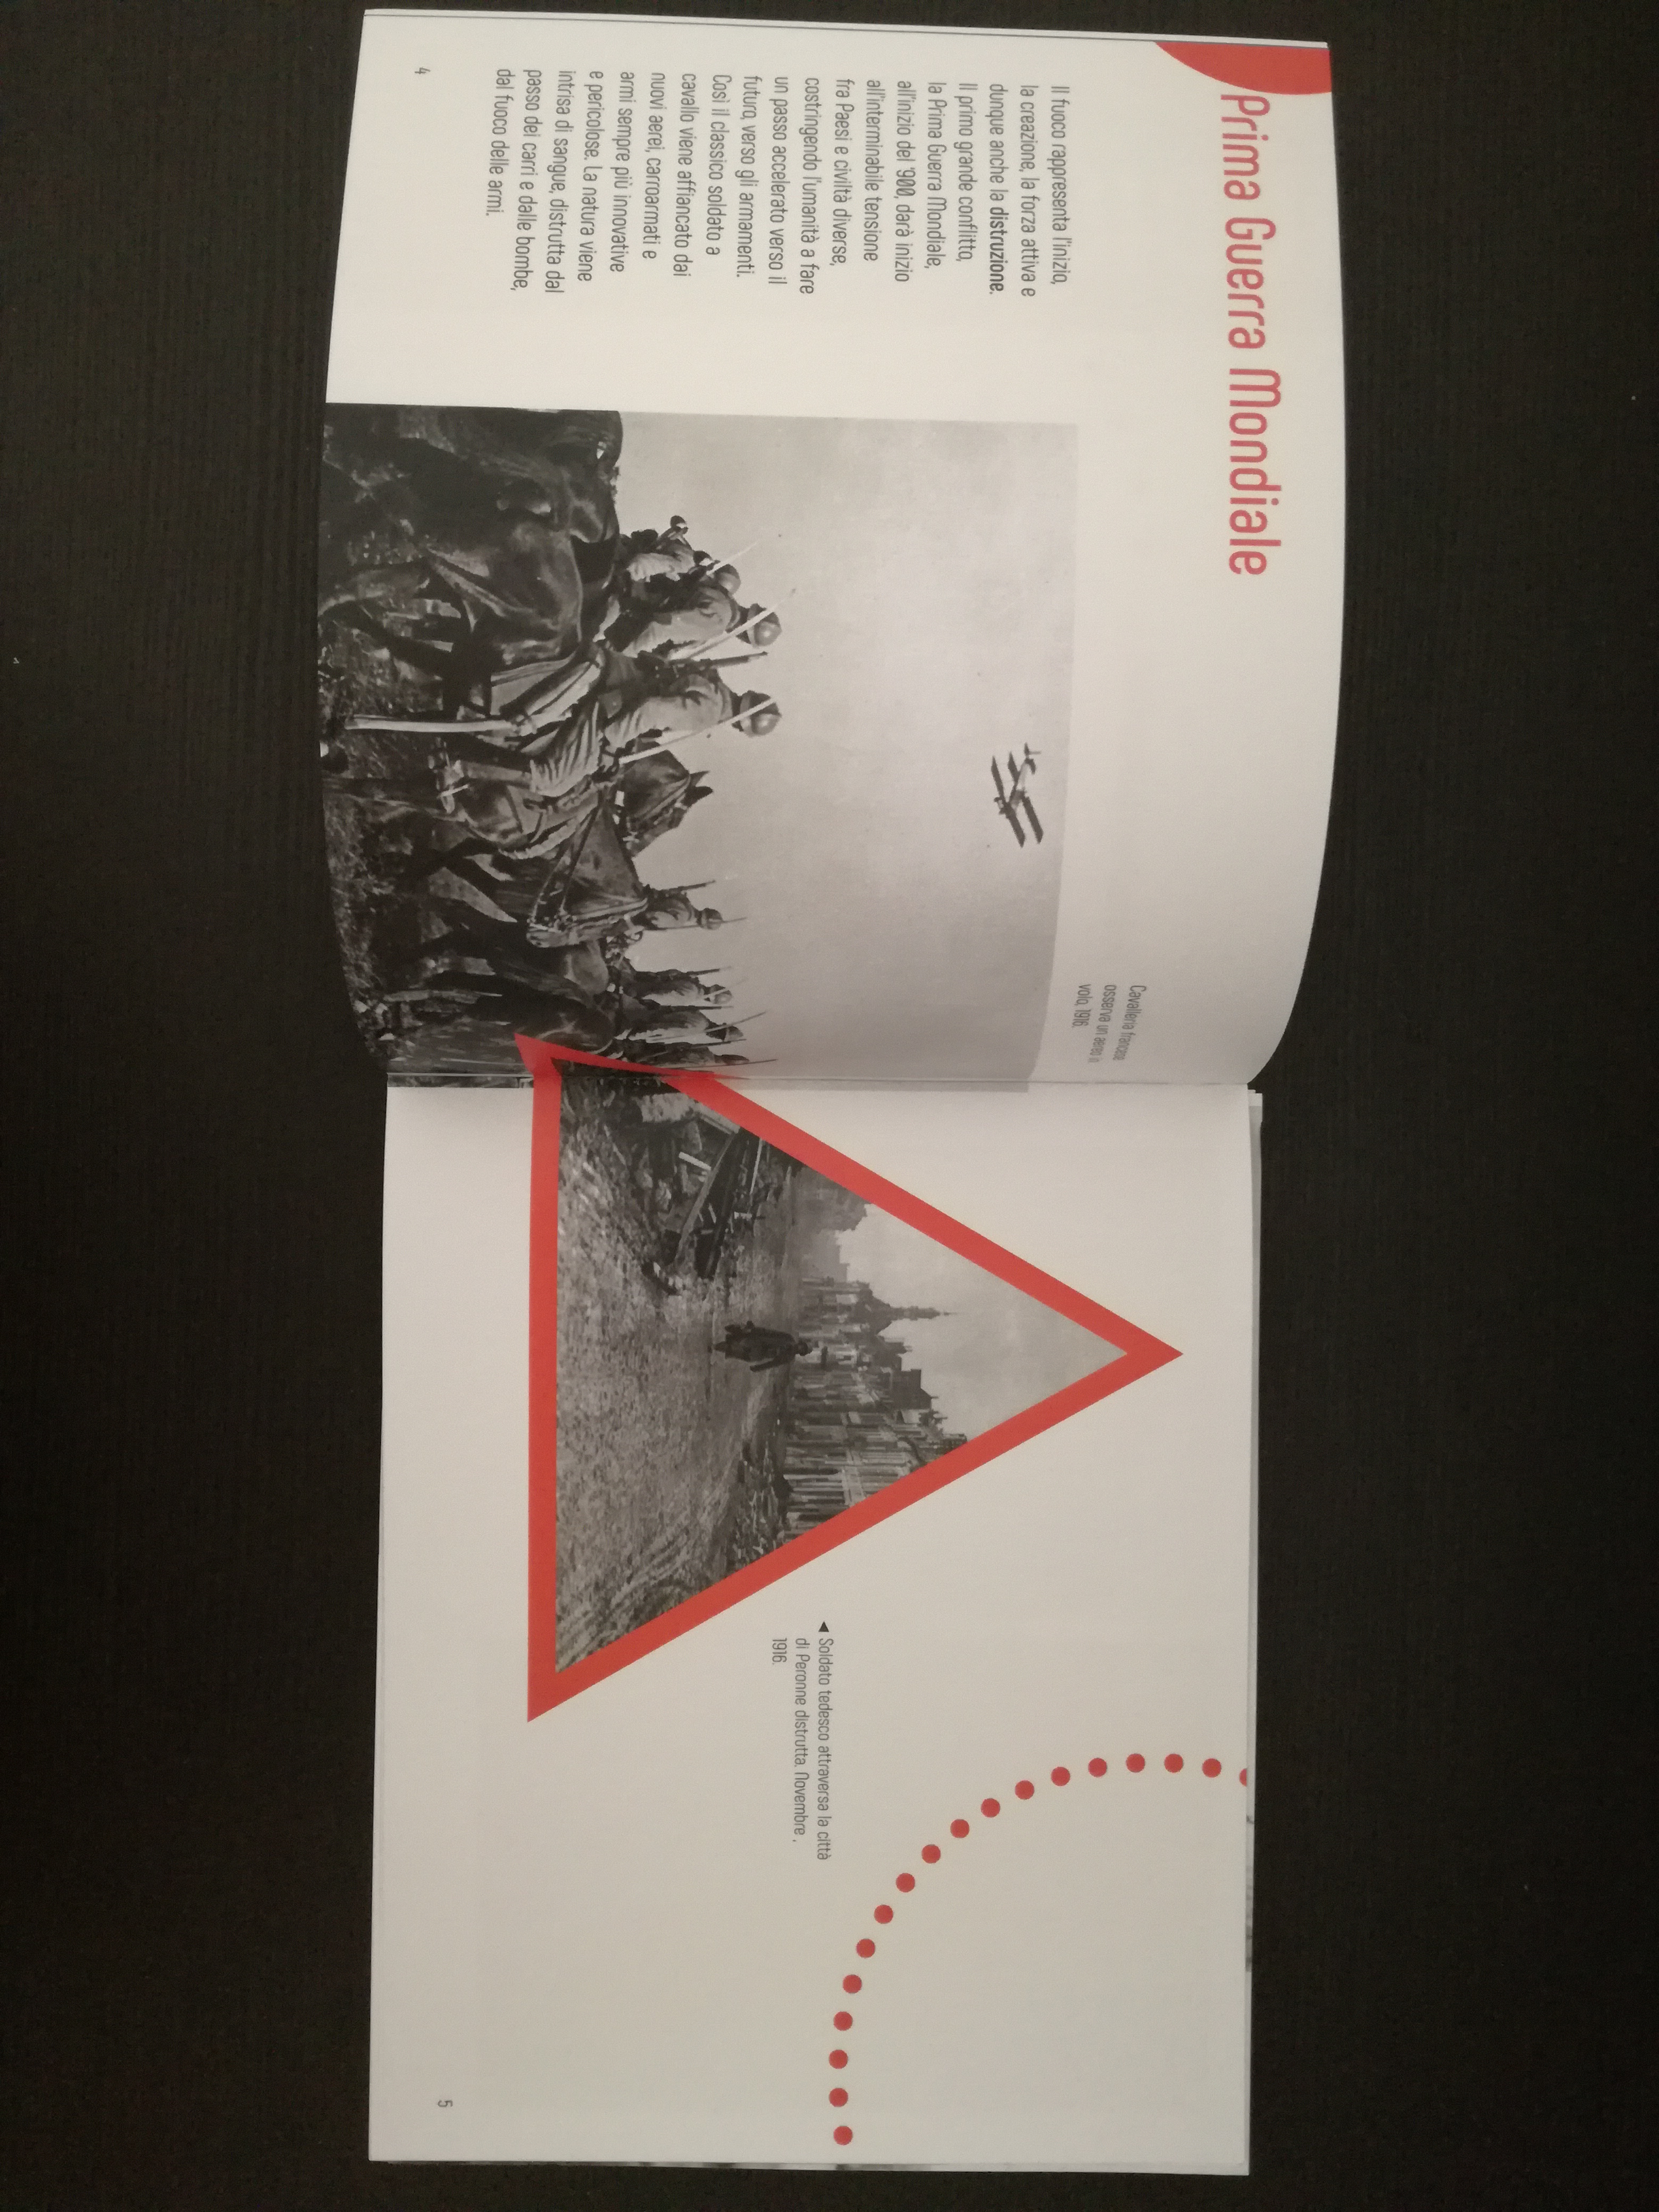 Prima Guerra Mondiale
Cavalleria francese
osserva un aereo in
volo, 1916.
Il fuoco rappresenta l'inizio,
la creazione, la forza attiva e
dunque anche la distruzione.
Il primo grande conflitto,
la Prima Guerra Mondiale,
all'inizio del '900, darà inizio
all'interminabile tensione
fra Paesi e civiltà diverse,
costringendo l'umanità a fare
un passo accelerato verso il
futuro, verso gli armamenti.
Così il classico soldato a
cavallo viene affiancato dai
nuovi aerei, carroarmati e
armi sempre più innovative
e pericolose. La natura viene
intrisa di sangue, distrutta dal
passo dei carri e dalle bombe,
dal fuoco delle armi.
4
◄ Soldato tedesco attraversa la città
di Peronne distrutta. Novembre ,
1916.
5